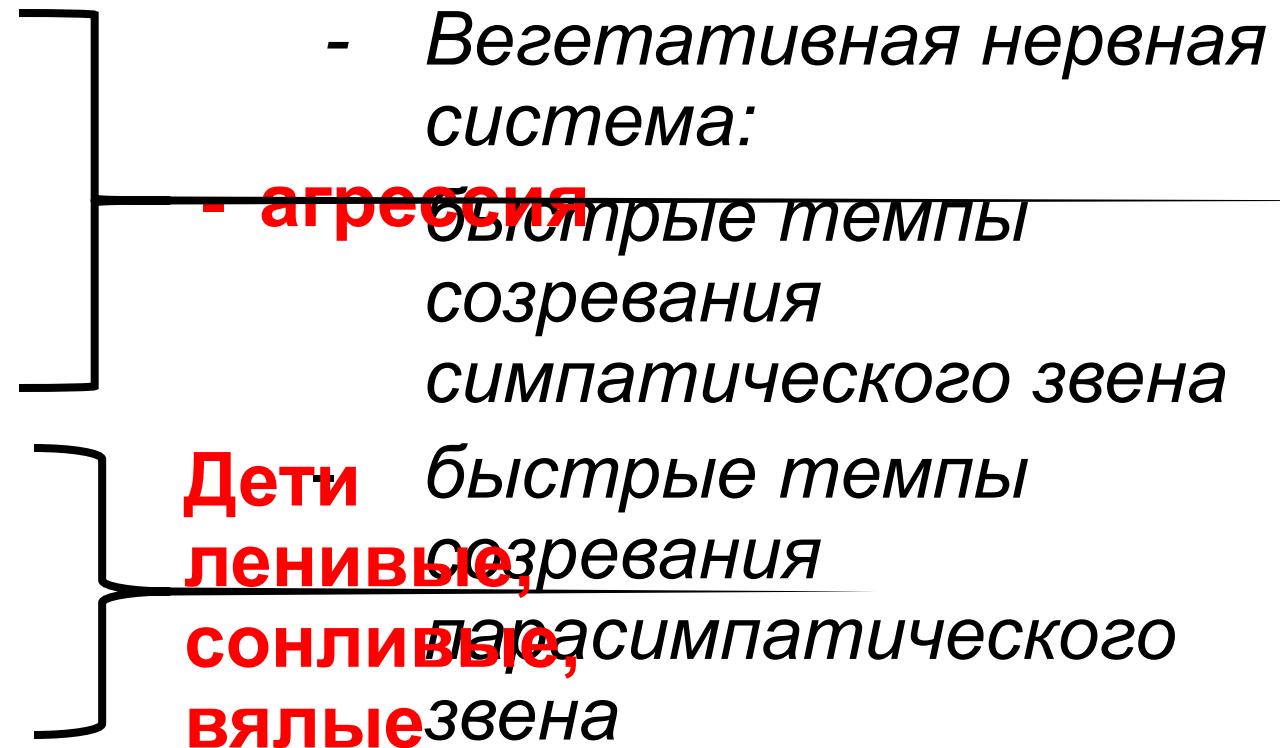 - Вегетативная нервная
система:
- агрессия
быстрые темпы
созревания
симпатического звена
- быстрые темпы
созревания
парасимпатического
звена
Дети
ленивые,
сонливые,
вялые